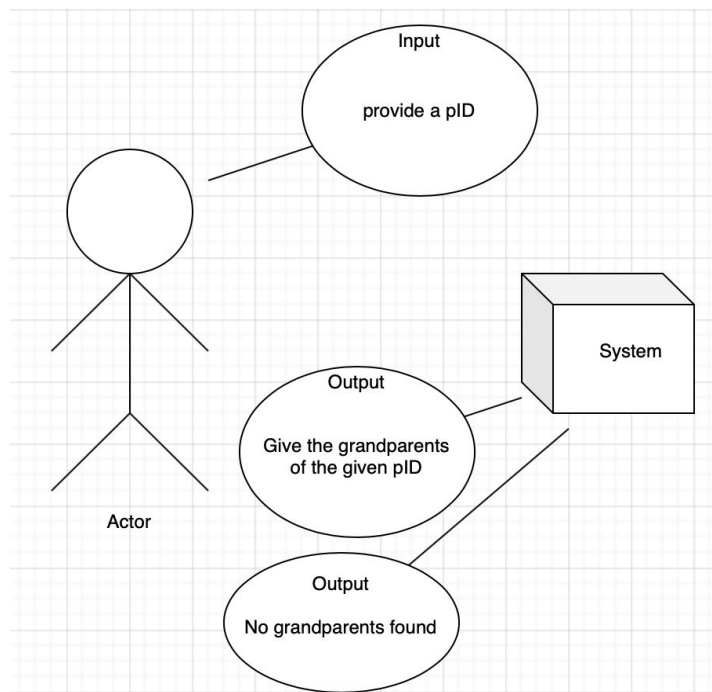 Input
provide a pID
System
Output
Give the grandparents
of the given pID
Actor
Output
No grandparents found